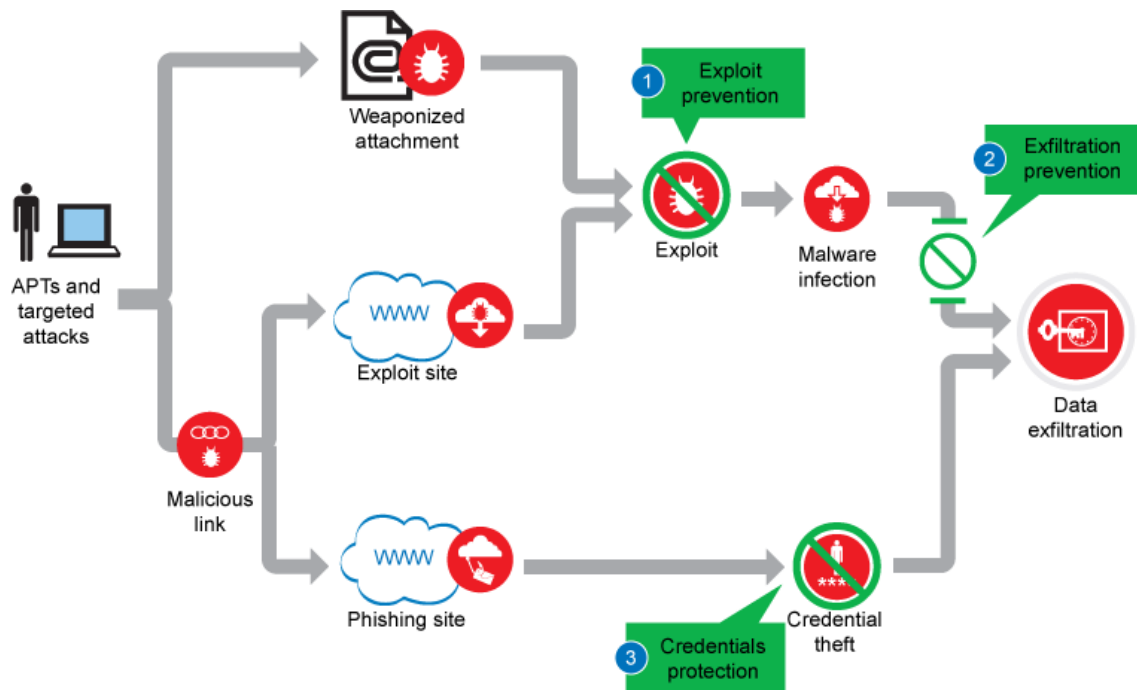 1
Exploit
prevention
Weaponized
attachment
2
Exfiltration
prevention
APTs and
targeted
attacks
Exploit
Malware
infection
WWW
Exploit site
Data
exfiltration
Malicious
link
WWW
Phishing site
****
Credential
theft
3
Credentials
protection